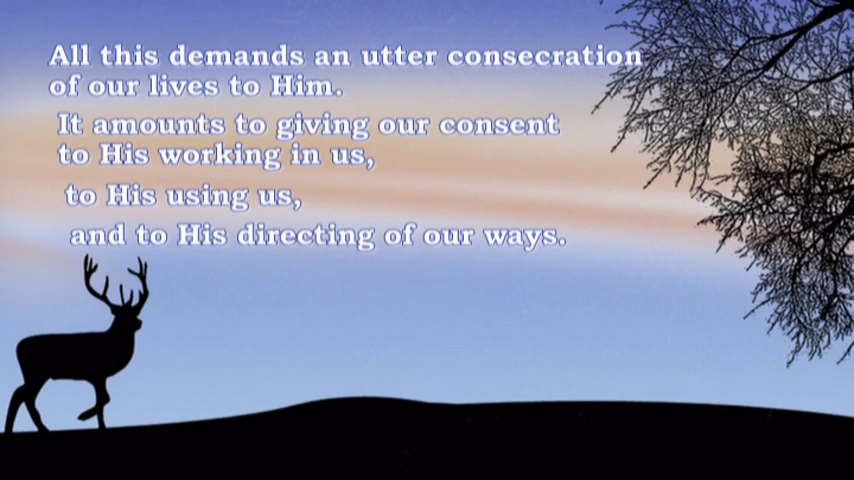 All this demands an utter consecration
of our lives to Him.
It amounts to giving our consent
to His working in us,
to His using us,
and to His directing of our ways.